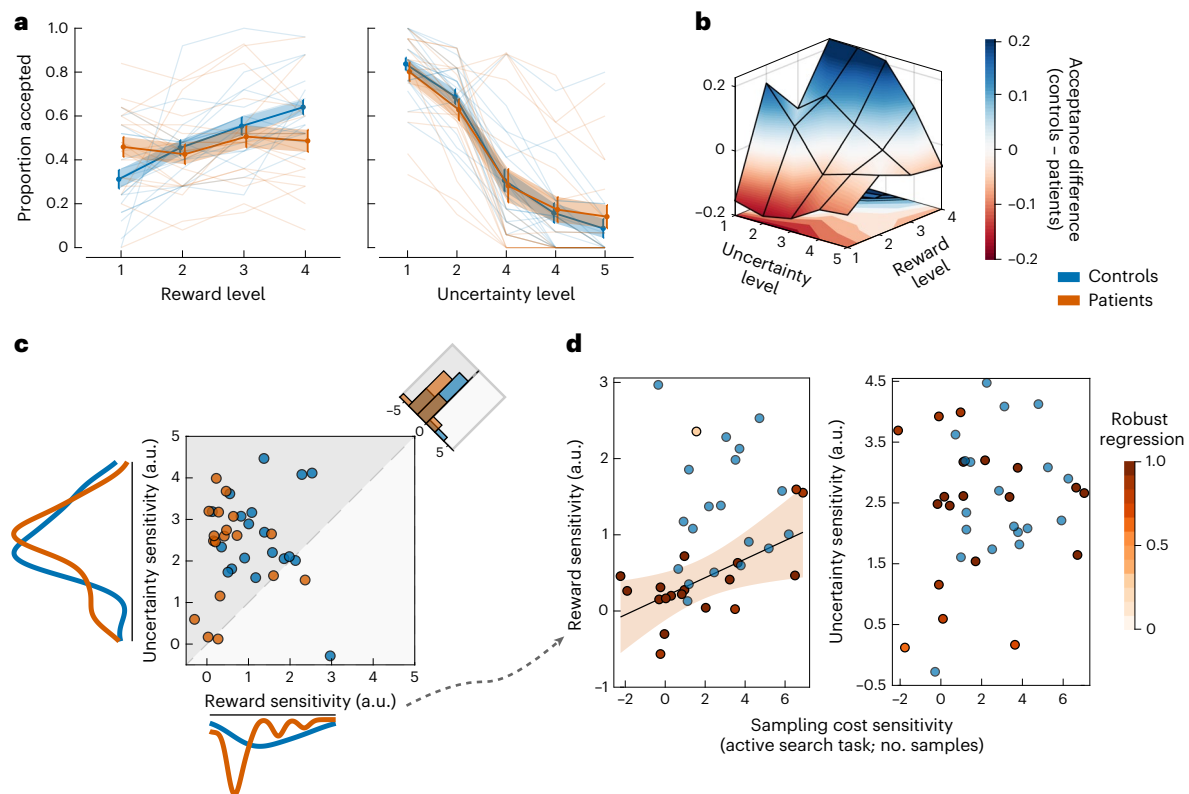 a
1.0
0.8
0.6
0.4
0.2
0
Proportion accepted
1 2 3 4
Reward level
1 2 4 4 5
Uncertainty level
b
0.2
0
−0.2
1 2 3 4 5
Uncertainty
level
1 2 3 4
Reward
level
0.2
0.1
0
−0.1
−0.2
Acceptance difference
(controls − patients)
Controls
Patients
c
−5
0
5
5
4
3
2
1
0
Uncertainty sensitivity (a.u.)
0 1 2 3 4 5
Reward sensitivity (a.u.)
d
3
2
1
0
−1
Reward sensitivity (a.u.)
−2 0 2 4 6
4.5
3.5
2.5
1.5
0.5
−0.5
Uncertainty sensitivity (a.u.)
−2 0 2 4 6
Sampling cost sensitivity
(active search task; no. samples)
Robust
regression
1.0
0.5
0